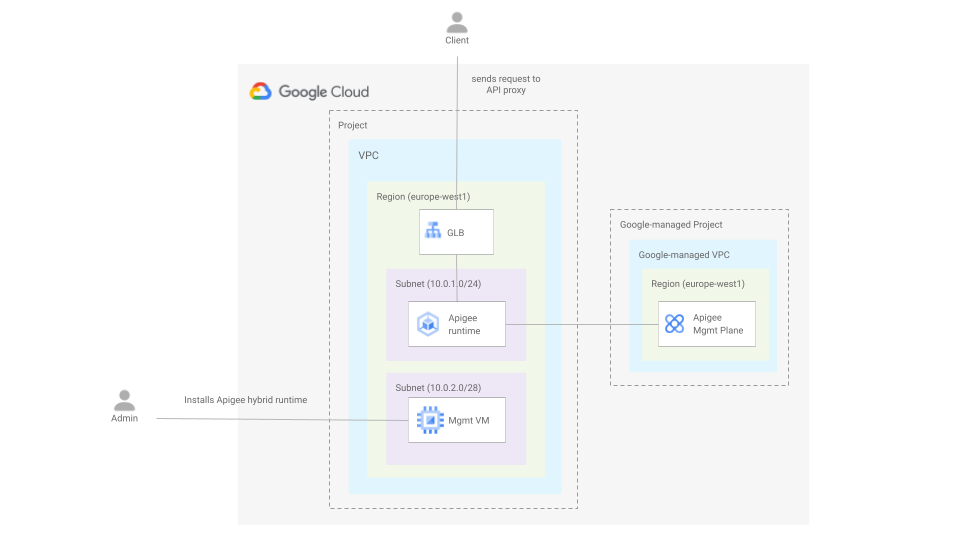 Client
sends request to
API proxy
Google Cloud
Project
VPC
Region (europe-west1)
GLB
Subnet (10.0.1.0/24)
Apigee
runtime
Google-managed Project
Google-managed VPC
Region (europe-west1)
Apigee
Mgmt Plane
Subnet (10.0.2.0/28)
Mgmt VM
Installs Apigee hybrid runtime
Admin